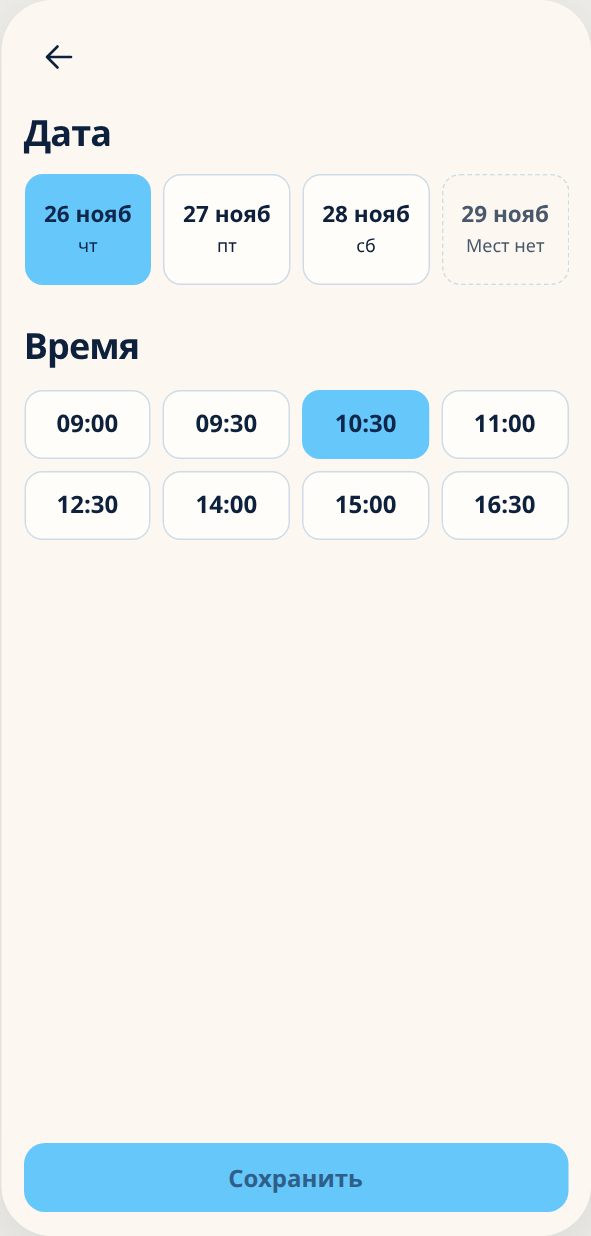 Дата
26 нояб
чт
27 нояб
пт
28 нояб
сб
29 нояб
Мест нет
Время
09:00
09:30
10:30
11:00
12:30
14:00
15:00
16:30
Сохранить